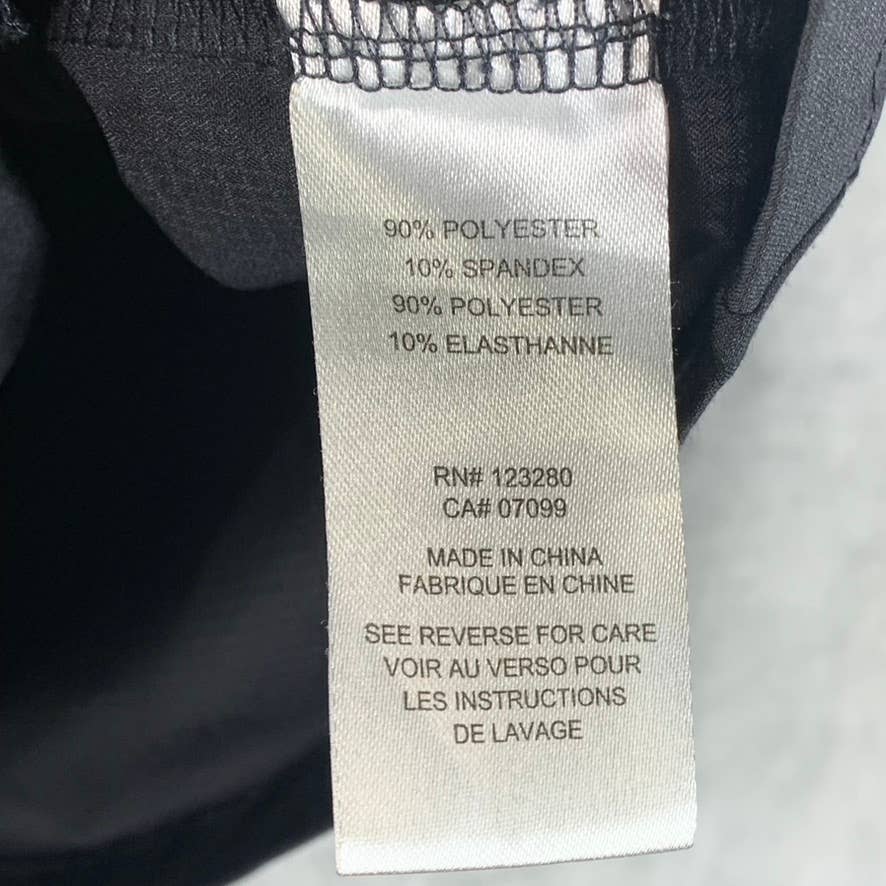 90% POLYESTER
10% SPANDEX
90% POLYESTER
10% ELASTHANNE
RN# 123280
CA# 07099
MADE IN CHINA
FABRIQUE EN CHINE
SEE REVERSE FOR CARE
VOIR AU VERSO POUR
LES INSTRUCTIONS
DE LAVAGE